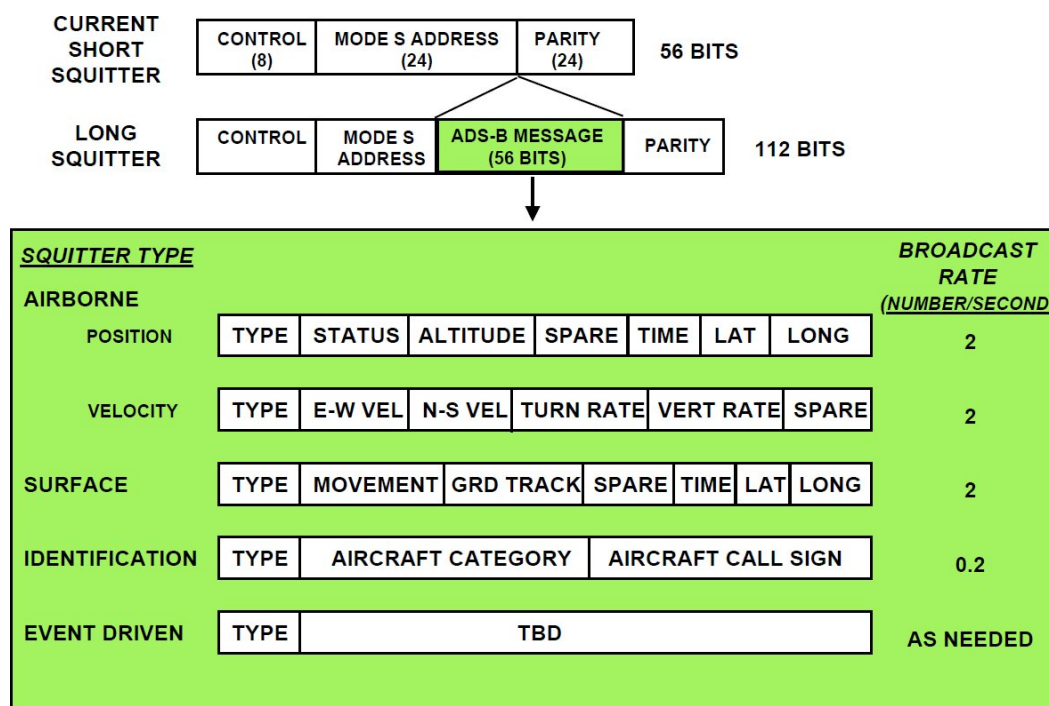 CURRENT
SHORT
SQUITTER
CONTROL
(8)
MODE S ADDRESS
(24)
PARITY
(24)
56 BITS
LONG
SQUITTER
CONTROL
MODE S
ADDRESS
ADS-B MESSAGE
(56 BITS)
PARITY
112 BITS
SQUITTER TYPE
BROADCAST
RATE
(NUMBER/SECOND)
AIRBORNE
POSITION TYPE STATUS ALTITUDE SPARE TIME LAT LONG 2
VELOCITY TYPE E-W VEL N-S VEL TURN RATE VERT RATE SPARE 2
SURFACE TYPE MOVEMENT GRD TRACK SPARE TIME LAT LONG 2
IDENTIFICATION TYPE AIRCRAFT CATEGORY AIRCRAFT CALL SIGN 0.2
EVENT DRIVEN TYPE TBD AS NEEDED